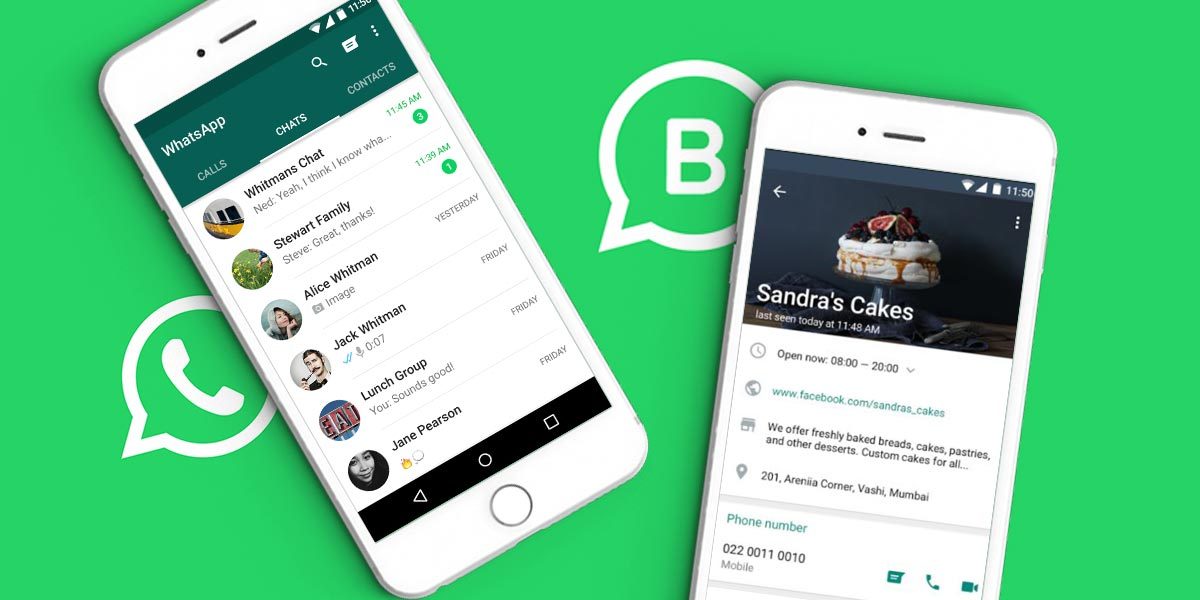 11:50
WhatsApp
CALLS
CHATS
CONTACTS
Whitmans Chat
11:45 AM
Ned: Yeah, I think I know wha...
3
Stewart Family
11:39 AM
Steve: Great, thanks!
1
Alice Whitman
YESTERDAY
Image
Jack Whitman
FRIDAY
0:07
Lunch Group
FRIDAY
You: Sounds good!
EAT
Jane Pearson
FRIDAY
B
11:50
Sandra's Cakes
last seen today at 11:48 AM
Open now: 08:00 – 20:00
www.facebook.com/sandras_cakes
We offer freshly baked breads, cakes, pastries,
and other desserts. Custom cakes for all...
201, Areniia Corner, Vashi, Mumbai
Phone number
022 0011 0010
Mobile